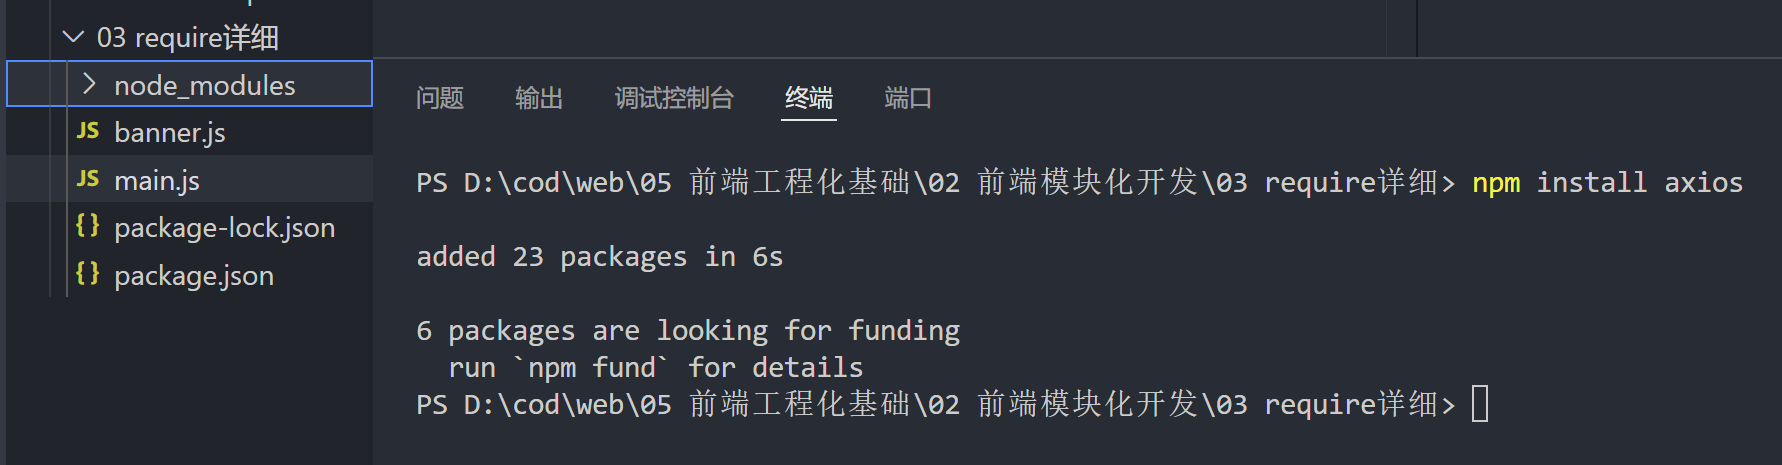 03 require详细
node_modules
JS banner.js
JS main.js
{} package-lock.json
{} package.json
问题 输出 调试控制台 终端 端口
PS D:\cod\web\05 前端工程化基础\02 前端模块化开发\03 require详细> npm install axios
added 23 packages in 6s
6 packages are looking for funding
run `npm fund` for details
PS D:\cod\web\05 前端工程化基础\02 前端模块化开发\03 require详细>